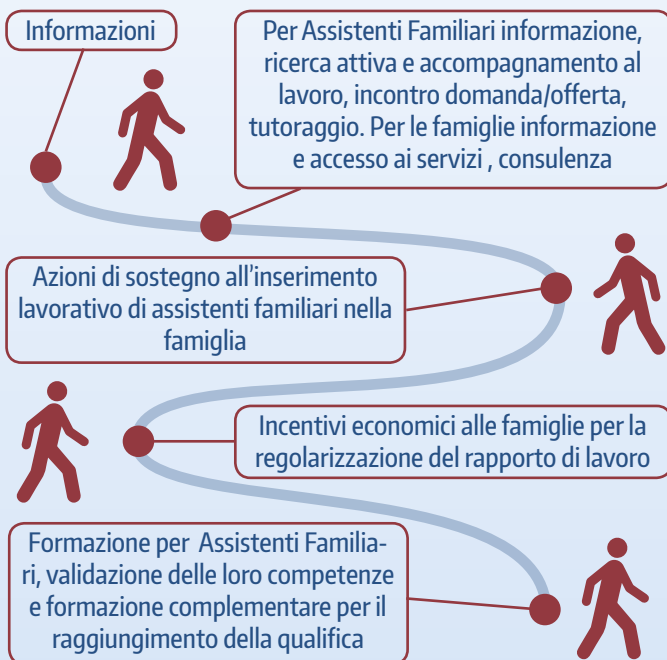 Informazioni
Per Assistenti Familiari informazione,
ricerca attiva e accompagnamento al
lavoro, incontro domanda/offerta,
tutoraggio. Per le famiglie informazione
e accesso ai servizi , consulenza
Azioni di sostegno all’inserimento
lavorativo di assistenti familiari nella
famiglia
Incentivi economici alle famiglie per la
regolarizzazione del rapporto di lavoro
Formazione per Assistenti Familia-
ri, validazione delle loro competenze
e formazione complementare per il
raggiungimento della qualifica